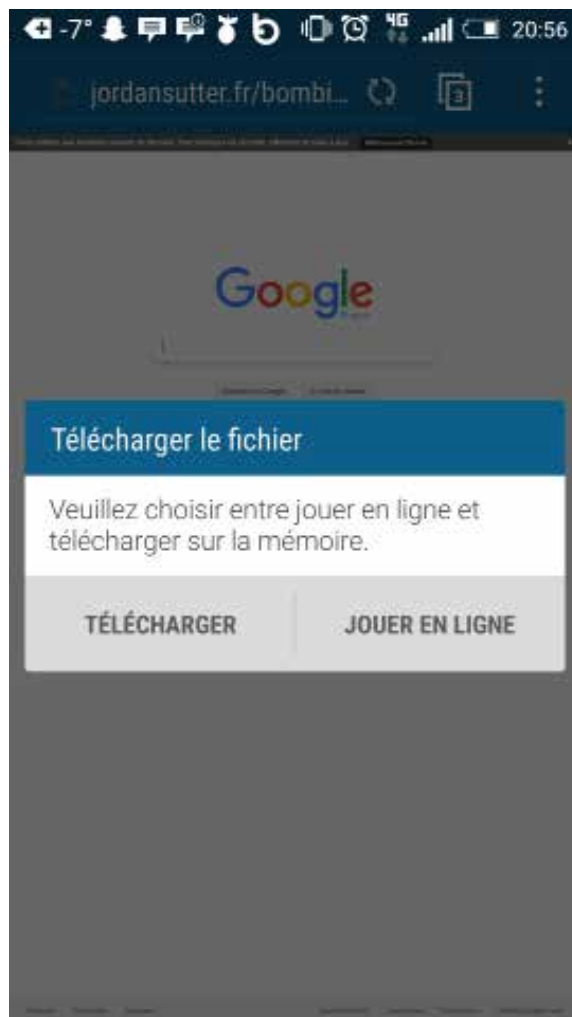 -7° 4G 20:56
jordansutter.fr/bombi... 3
Google
Télécharger le fichier
Veuillez choisir entre jouer en ligne et
télécharger sur la mémoire.
TÉLÉCHARGER JOUER EN LIGNE